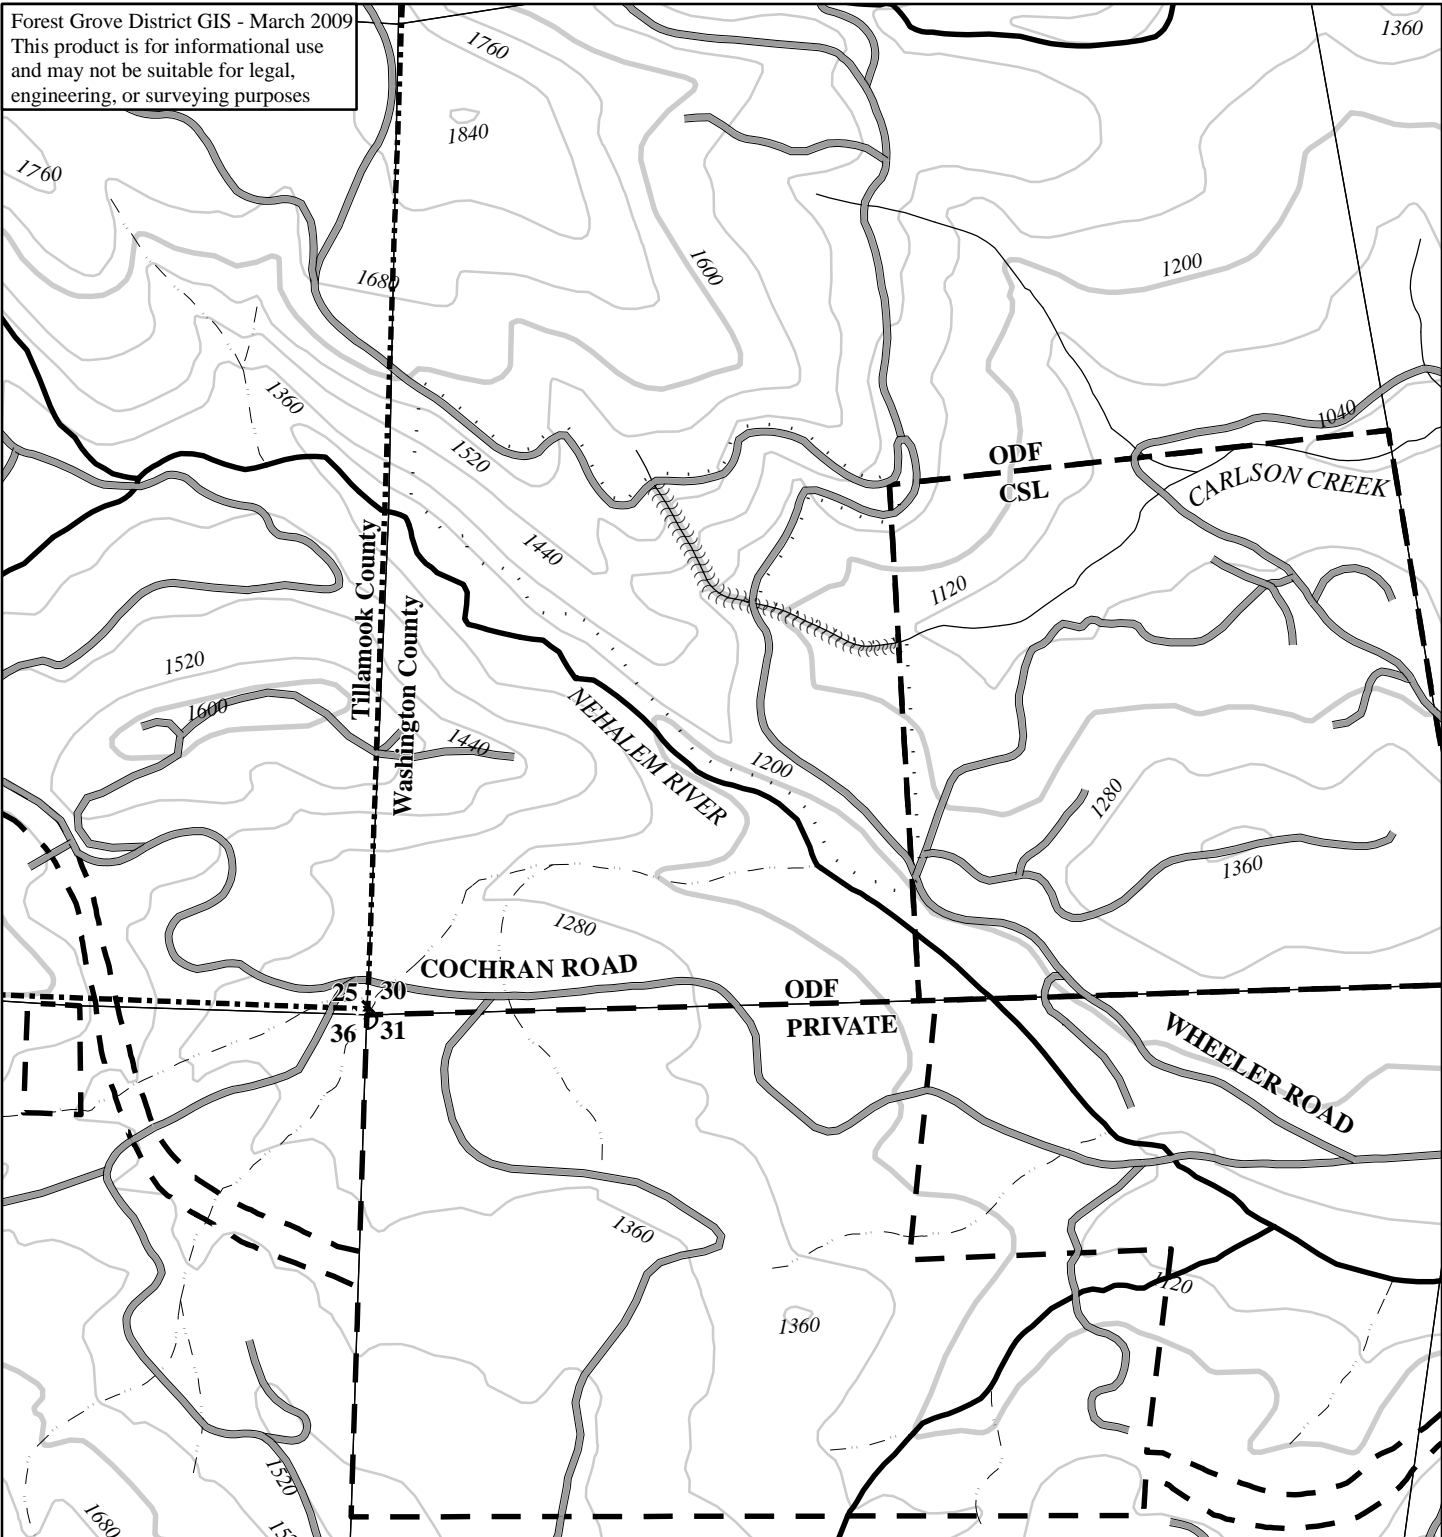 Forest Grove District GIS - March 2009
This product is for informational use
and may not be suitable for legal,
engineering, or surveying purposes
1760
1360
1840
1760
1600
1200
1680
1360
1040
1520
ODF
CSL
CARLSON CREEK
1440
1120
Tillamook County
Washington County
1520
1600
NEHALEM RIVER
1440
1200
1280
1360
1280
COCHRAN ROAD
25
30
36
31
ODF
PRIVATE
WHEELER ROAD
1360
1120
1360
1520
1680